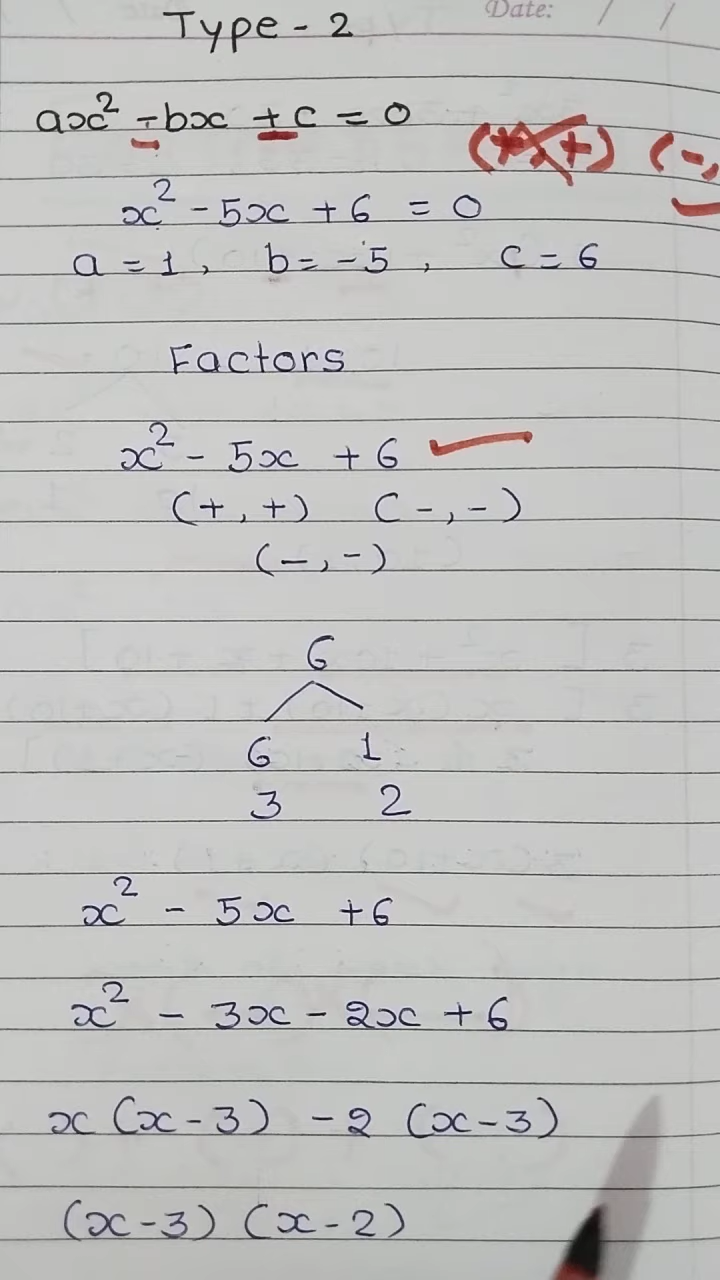 Date: / /
Type - 2
ax² - bx + c = 0
(+, +) (-,
x² - 5x + 6 = 0
a = 1, b = -5, c = 6
Factors
x² - 5x + 6
(+, +) (-, -)
(-, -)
6
6 1
3 2
x² - 5x + 6
x² - 3x - 2x + 6
x (x - 3) - 2 (x - 3)
(x - 3) (x - 2)